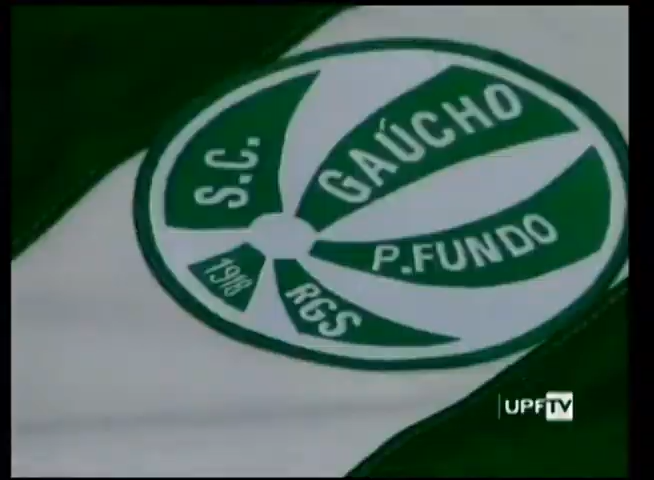 S.C.
GAÚCHO
P.FUNDO
1918
RGS
UPFTV